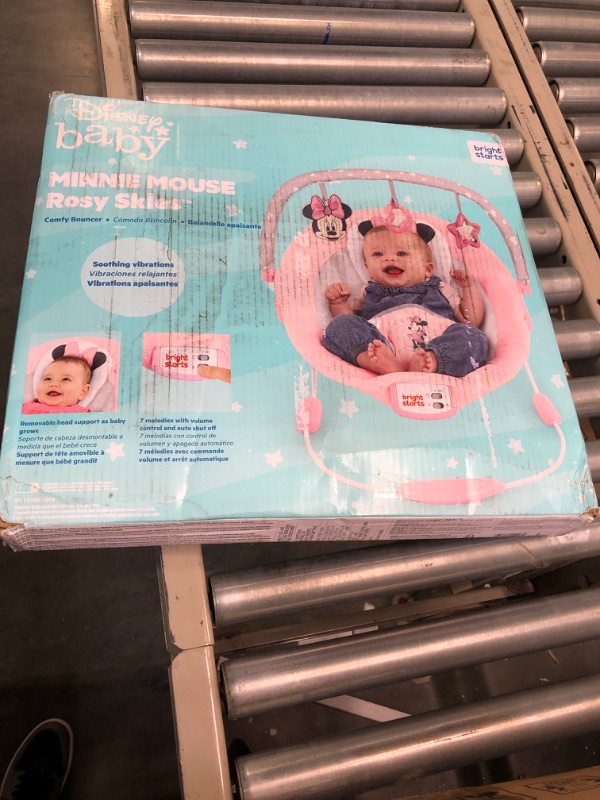 Disney
baby
MINNIE MOUSE
Rosy Skies™
Comfy Bouncer • Cómodo Brincolín • Balancelle apaisante
bright
starts
Soothing vibrations
Vibraciones relajantes
Vibrations apaisantes
bright
starts
bright
starts
Removable head support as baby
grows
Soporte de cabeza desmontable a
medida que el bebé crece
Support de tête amovible à
mesure que bébé grandit
7 melodies with volume
control and auto shut off
7 melodías con control de
volumen y apagado automático
7 mélodies avec commande
volume et arrêt automatique